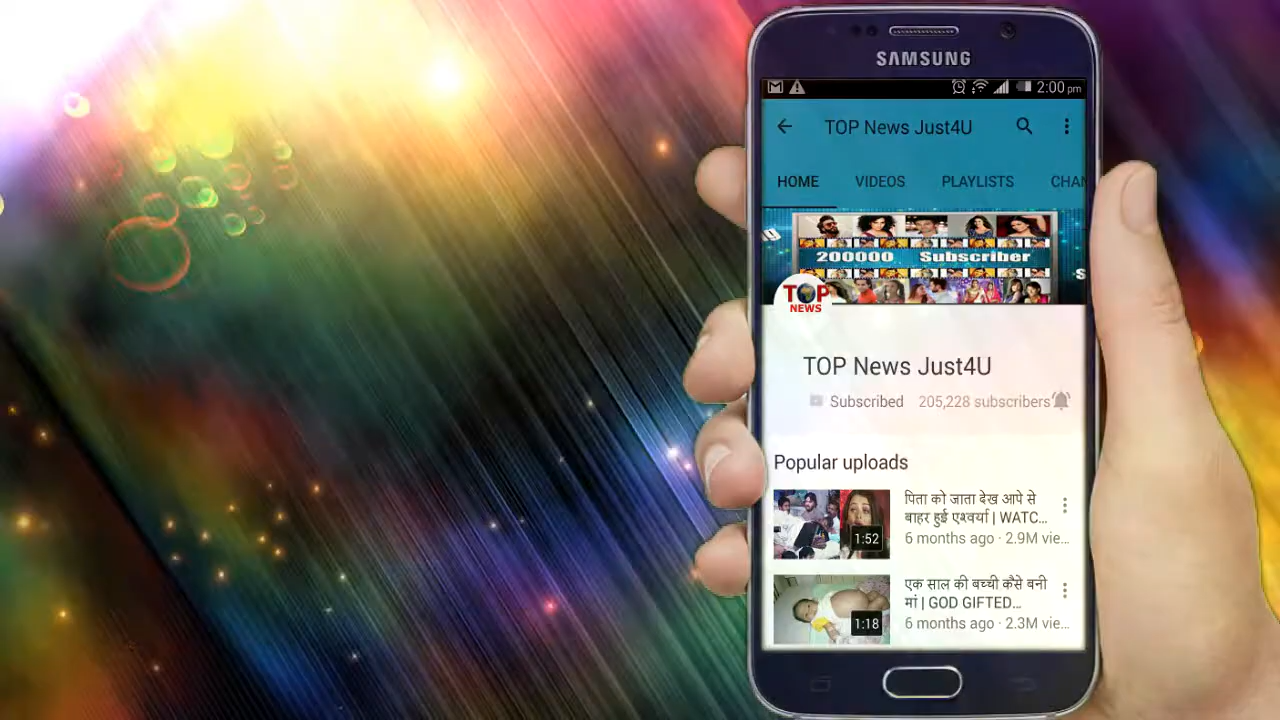 SAMSUNG
2:00 pm
TOP News Just4U
HOME VIDEOS PLAYLISTS CHAN
200000 Subscriber
S
TOP
NEWS
TOP News Just4U
Subscribed 205,228 subscribers
Popular uploads
पिता को जाता देख आपे से
बाहर हुई एश्वर्या | WATC...
6 months ago · 2.9M vie...
1:52
एक साल की बच्ची कैसे बनी
मां | GOD GIFTED...
6 months ago · 2.3M vie...
1:18